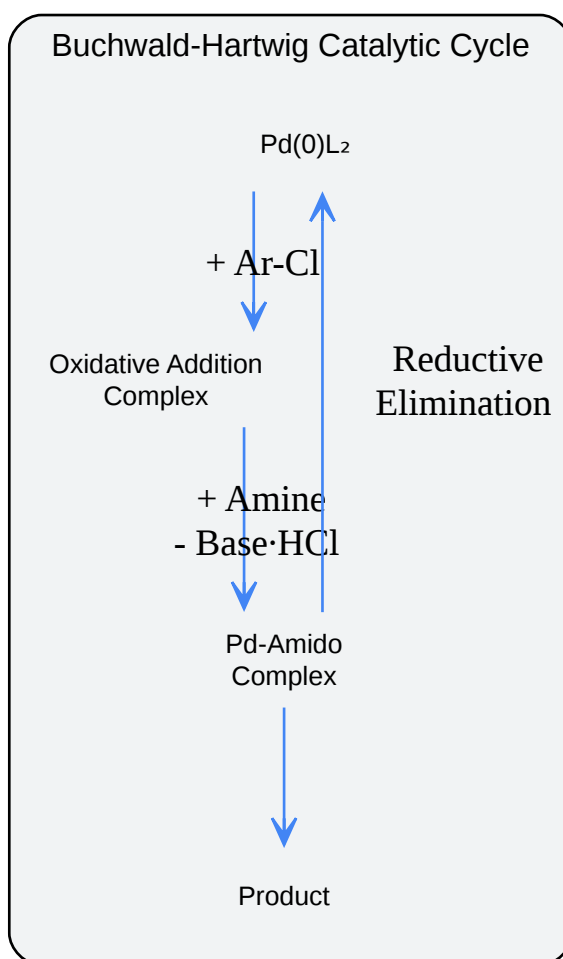 Buchwald-Hartwig Catalytic Cycle
Pd(0)L₂
+ Ar-Cl
Oxidative Addition
Complex
Reductive
Elimination
+ Amine
- Base·HCl
Pd-Amido
Complex
Product